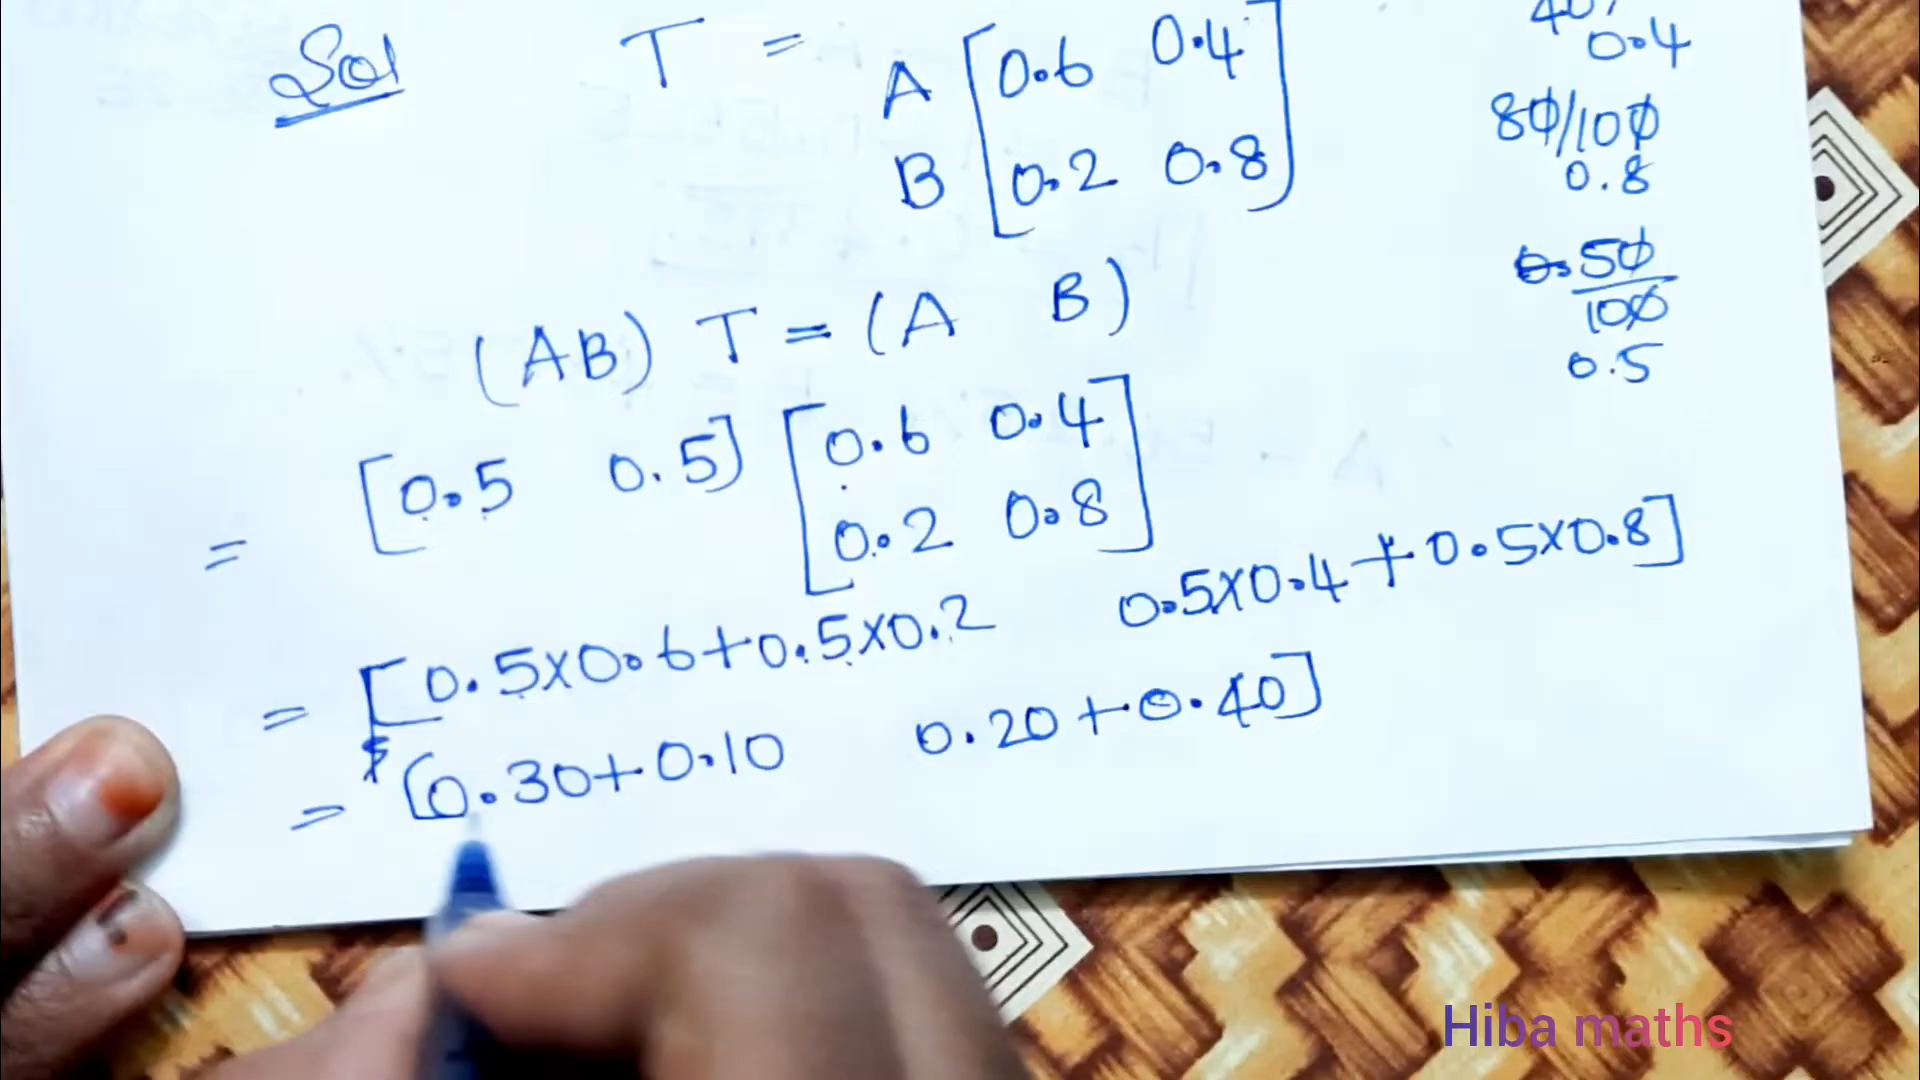 Sol T = A [0.6 0.4
B 0.2 0.8]
(AB) T = (A B)
= [0.5 0.5] [0.6 0.4
0.2 0.8]
= [0.5×0.6+0.5×0.2 0.5×0.4+0.5×0.8]
= [0.30+0.10 0.20+0.40]
0.4
80/100
0.8
50
100
0.5
Hiba maths